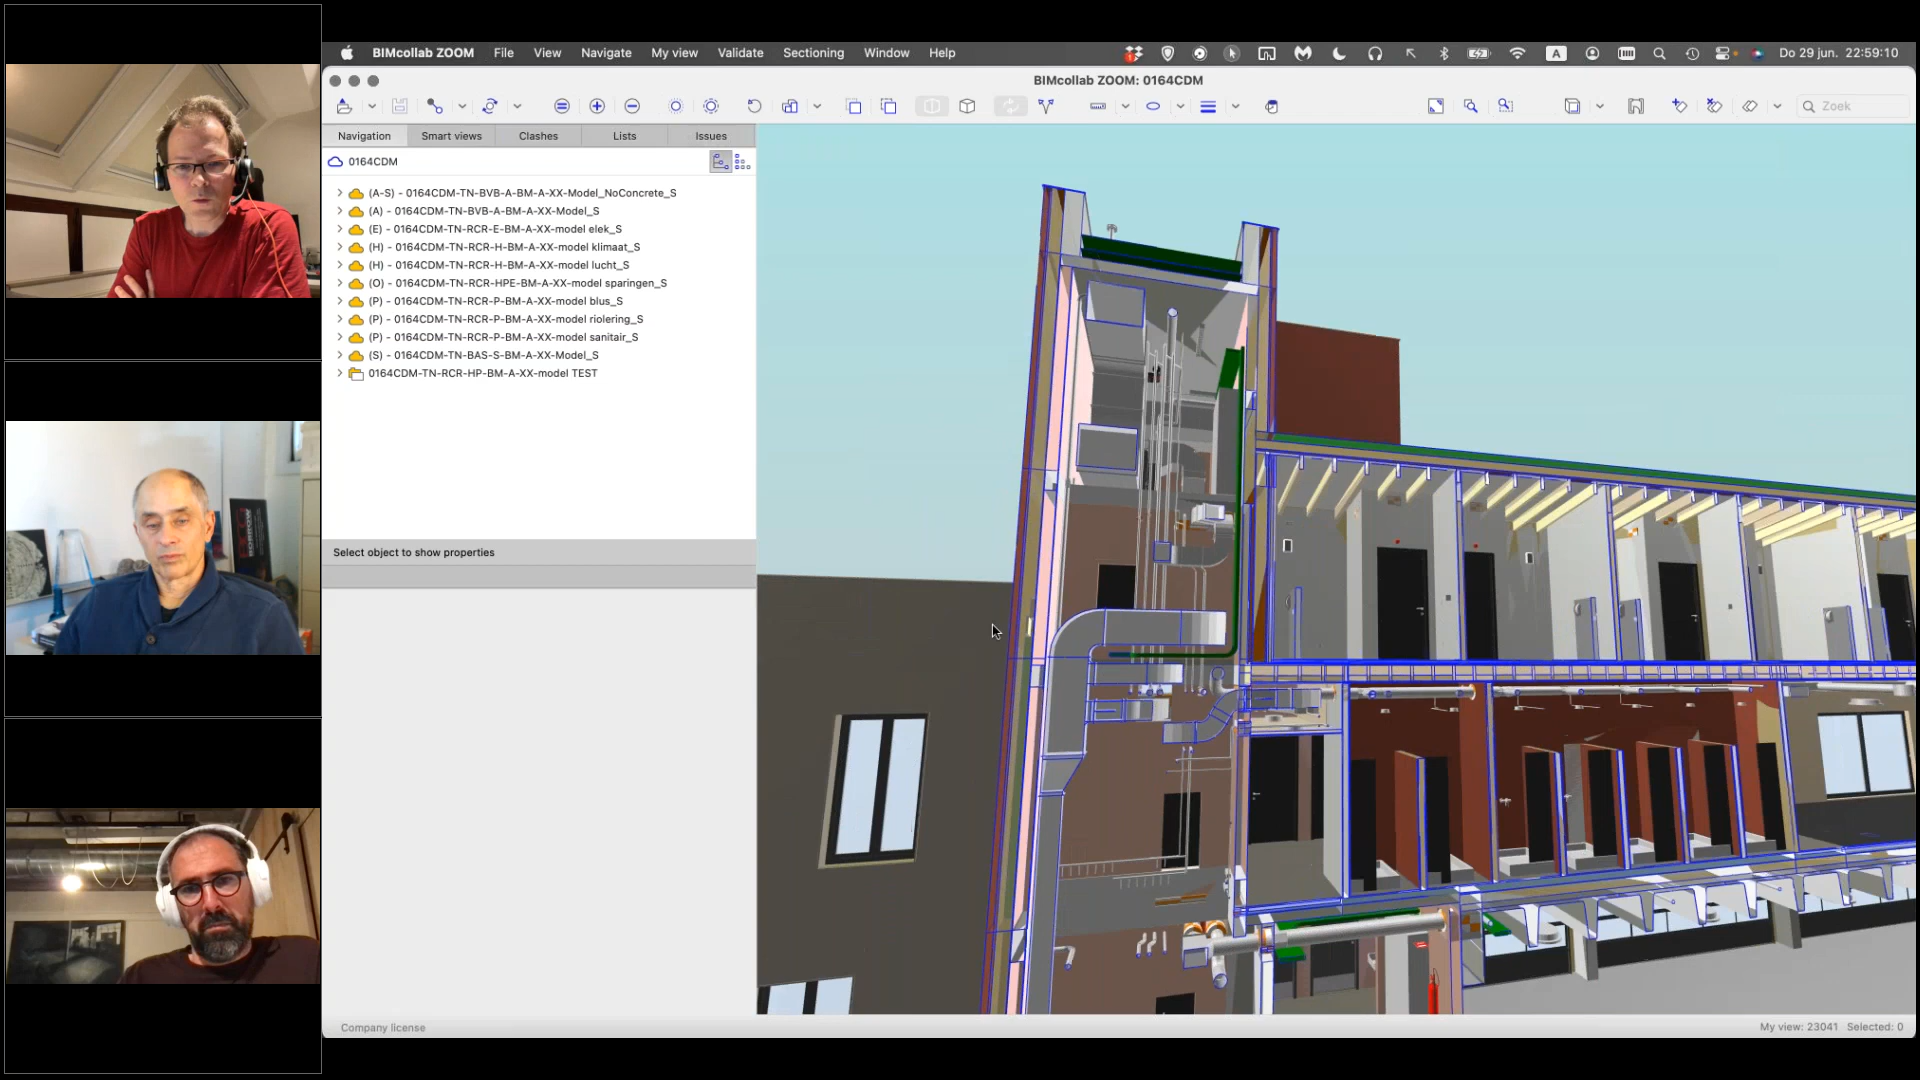 BIMcollab ZOOM File View Navigate My view Validate Sectioning Window Help
A Do 29 jun. 22:59:10
BIMcollab ZOOM: 0164CDM
Zoek
Navigation Smart views Clashes Lists Issues
0164CDM
(A-S) - 0164CDM-TN-BVB-A-BM-A-XX-Model_NoConcrete_S
(A) - 0164CDM-TN-BVB-A-BM-A-XX-Model_S
(E) - 0164CDM-TN-RCR-E-BM-A-XX-model elek_S
(H) - 0164CDM-TN-RCR-H-BM-A-XX-model klimaat_S
(H) - 0164CDM-TN-RCR-H-BM-A-XX-model lucht_S
(O) - 0164CDM-TN-RCR-HPE-BM-A-XX-model sparingen_S
(P) - 0164CDM-TN-RCR-P-BM-A-XX-model blus_S
(P) - 0164CDM-TN-RCR-P-BM-A-XX-model riolering_S
(P) - 0164CDM-TN-RCR-P-BM-A-XX-model sanitair_S
(S) - 0164CDM-TN-BAS-S-BM-A-XX-Model_S
0164CDM-TN-RCR-HP-BM-A-XX-model TEST
Select object to show properties
Company license
My view: 23041 Selected: 0